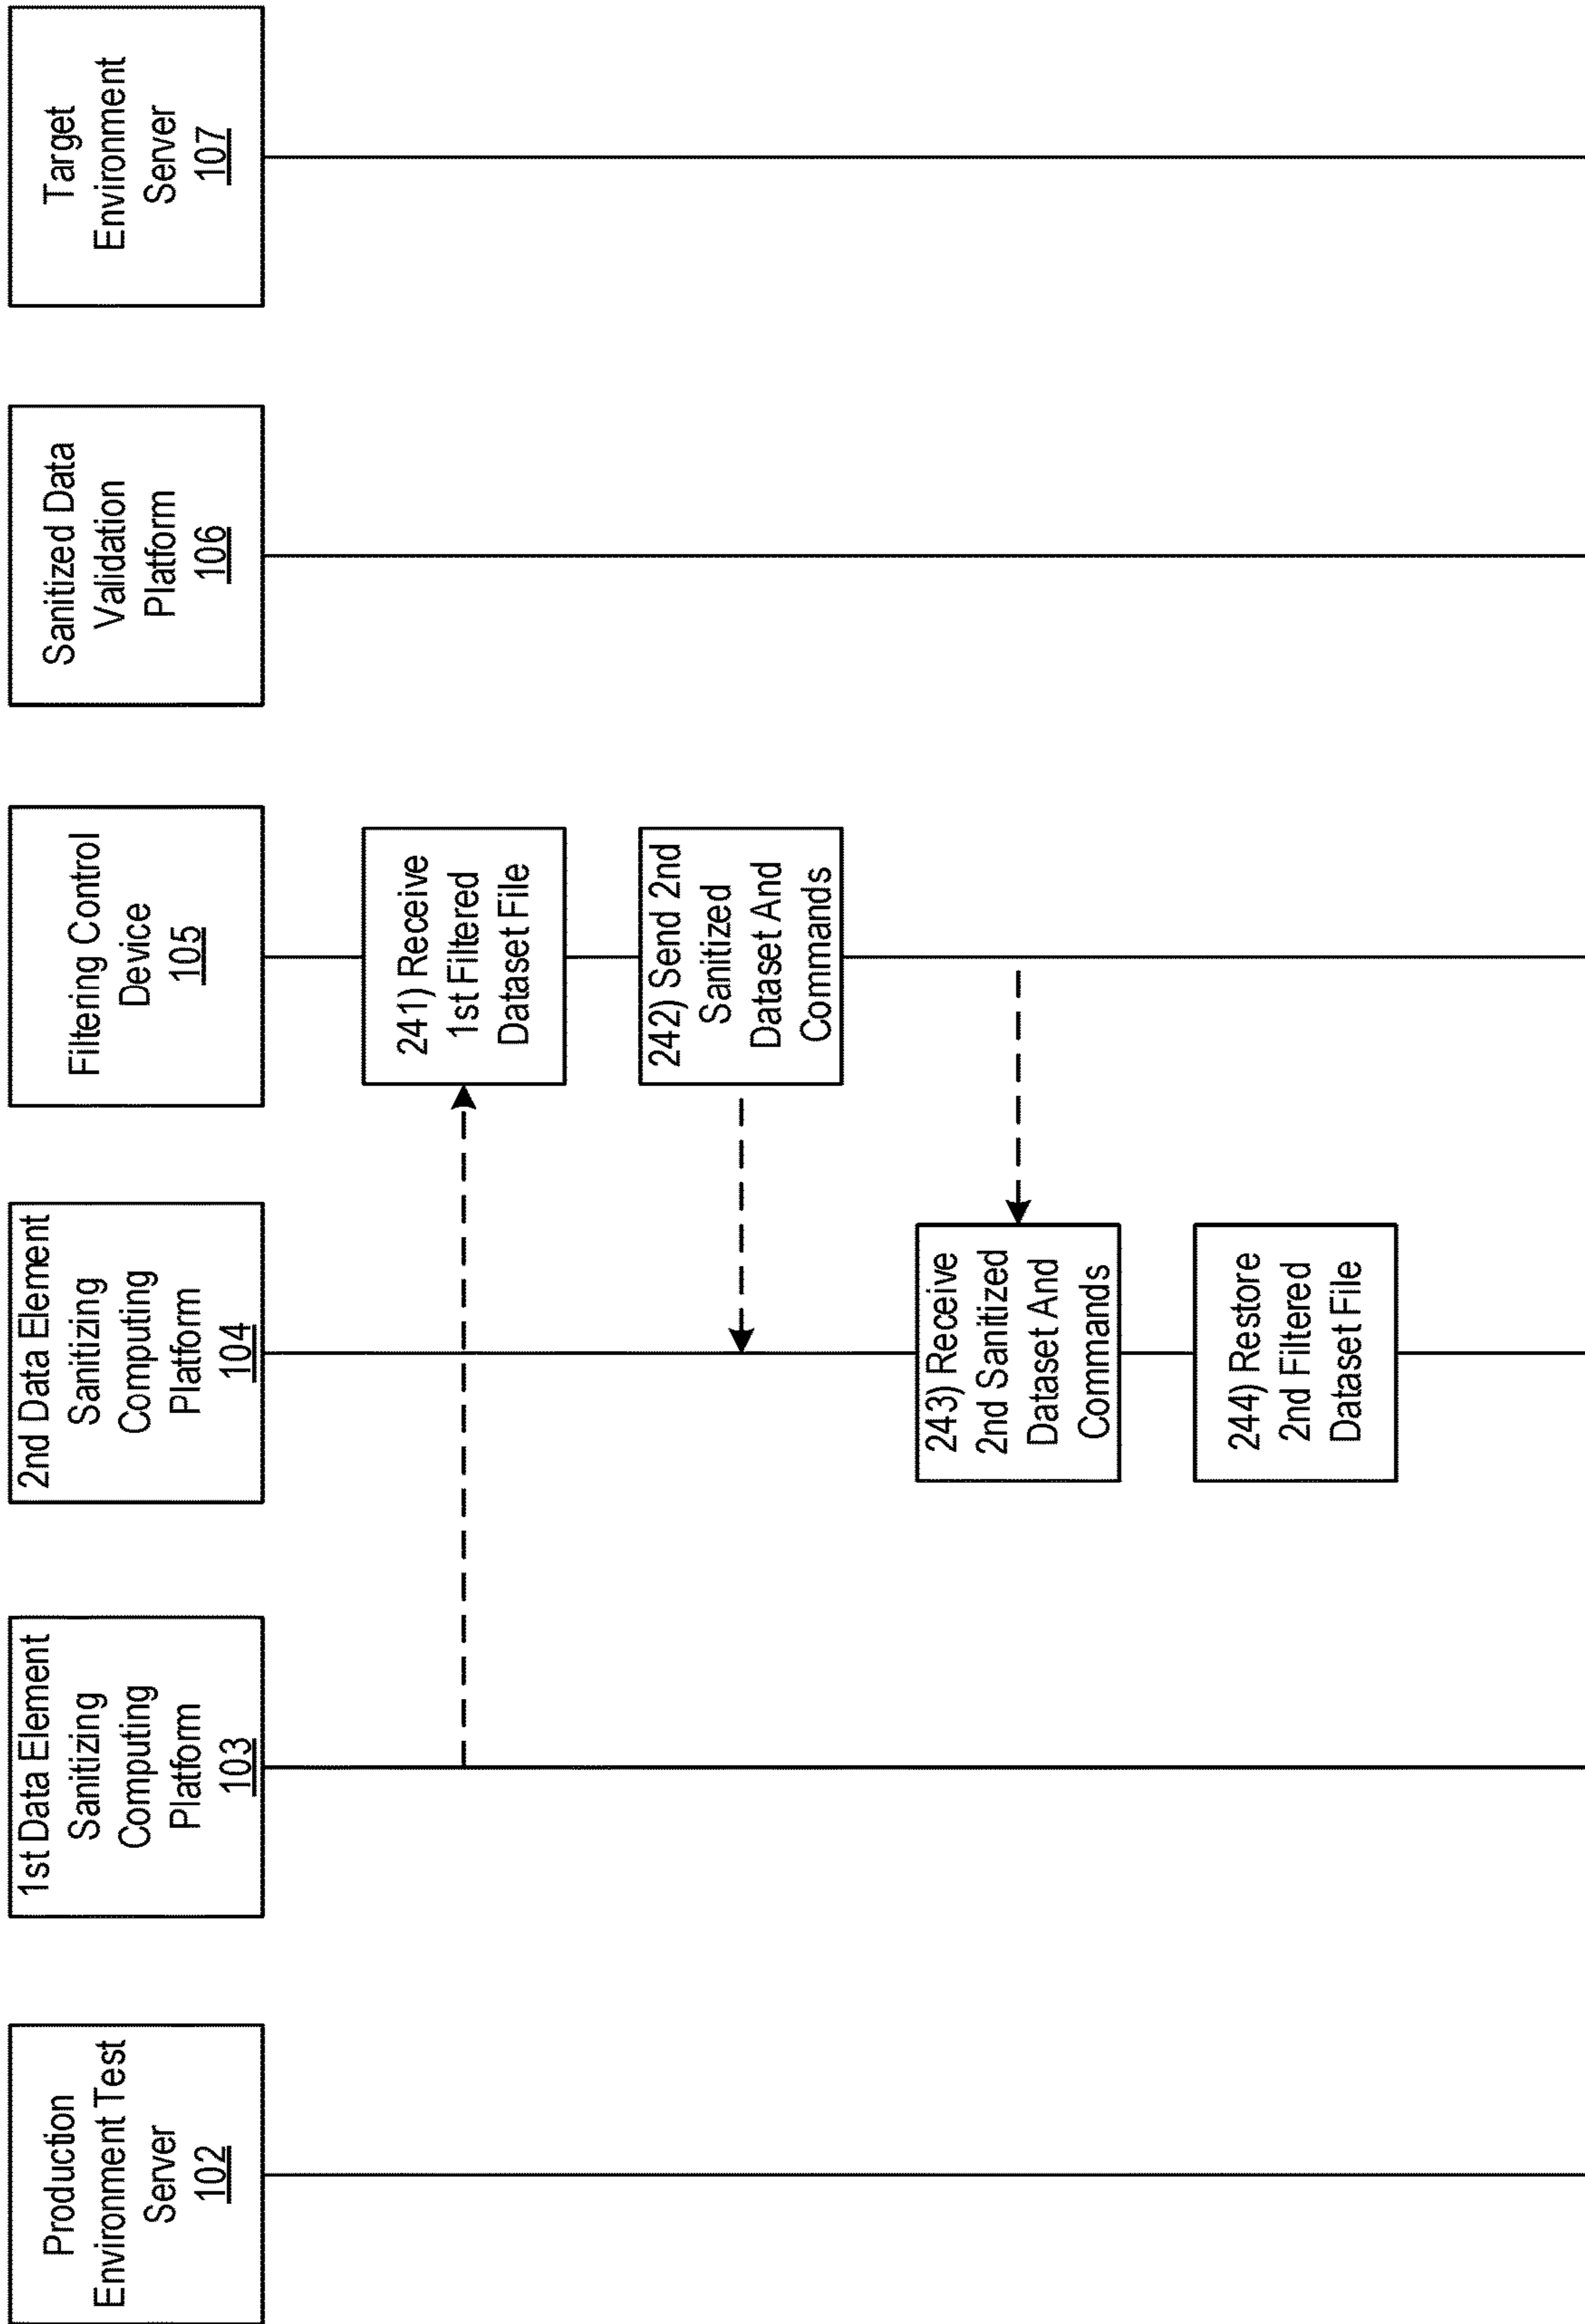 Production
Environment Test
Server
102
1st Data Element
Sanitizing
Computing
Platform
103
2nd Data Element
Sanitizing
Computing
Platform
104
Filtering Control
Device
105
Sanitized Data
Validation
Platform
106
Target
Environment
Server
107
241) Receive
1st Filtered
Dataset File
242) Send 2nd
Sanitized
Dataset And
Commands
243) Receive
2nd Sanitized
Dataset And
Commands
244) Restore
2nd Filtered
Dataset File